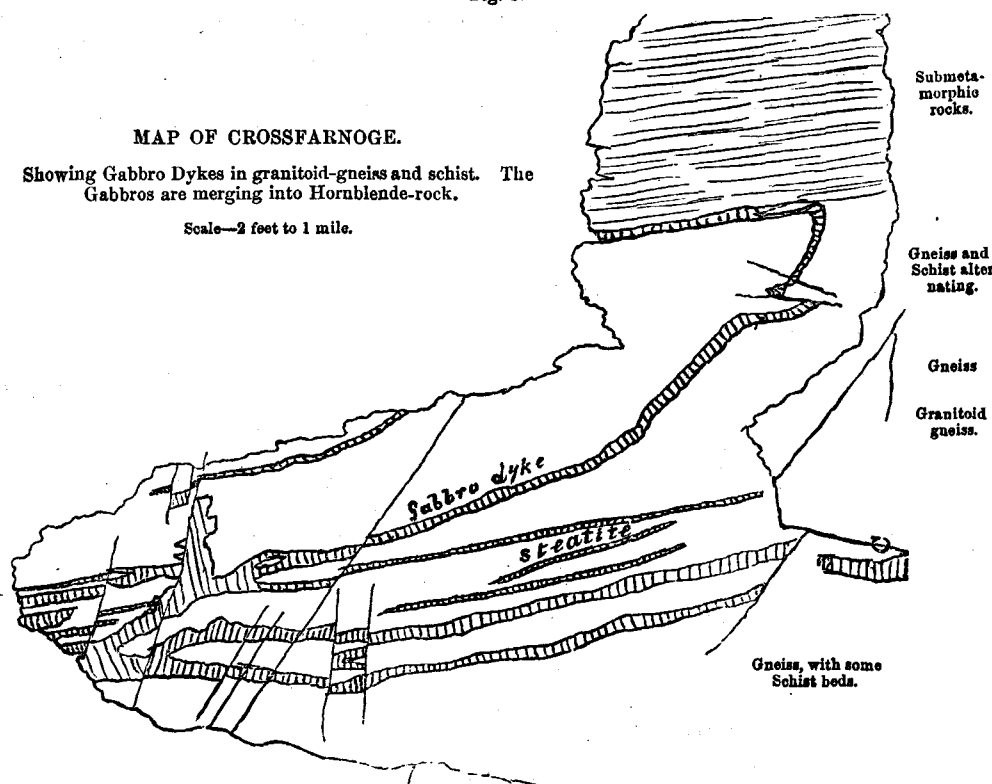 MAP OF CROSSFARNOGE.
Showing Gabbro Dykes in granitoid-gneiss and schist. The
Gabbros are merging into Hornblende-rock.
Scale—2 feet to 1 mile.
Submeta-
morphic
rocks.
Gneiss and
Schist alter
nating.
Gneiss
Granitoid
gneiss.
Gabbro dyke
steatite
Gneiss, with some
Schist beds.